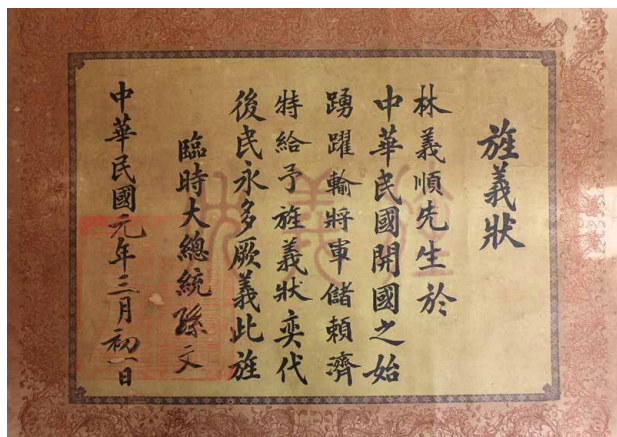 旌義狀
林義順先生於
中華民國開國之始
踴躍輸將軍儲賴濟
特給予旌義狀奕代
後民永多厥義此旌
臨時大總統孫文
中華民國元年三月初一日
旌義狀